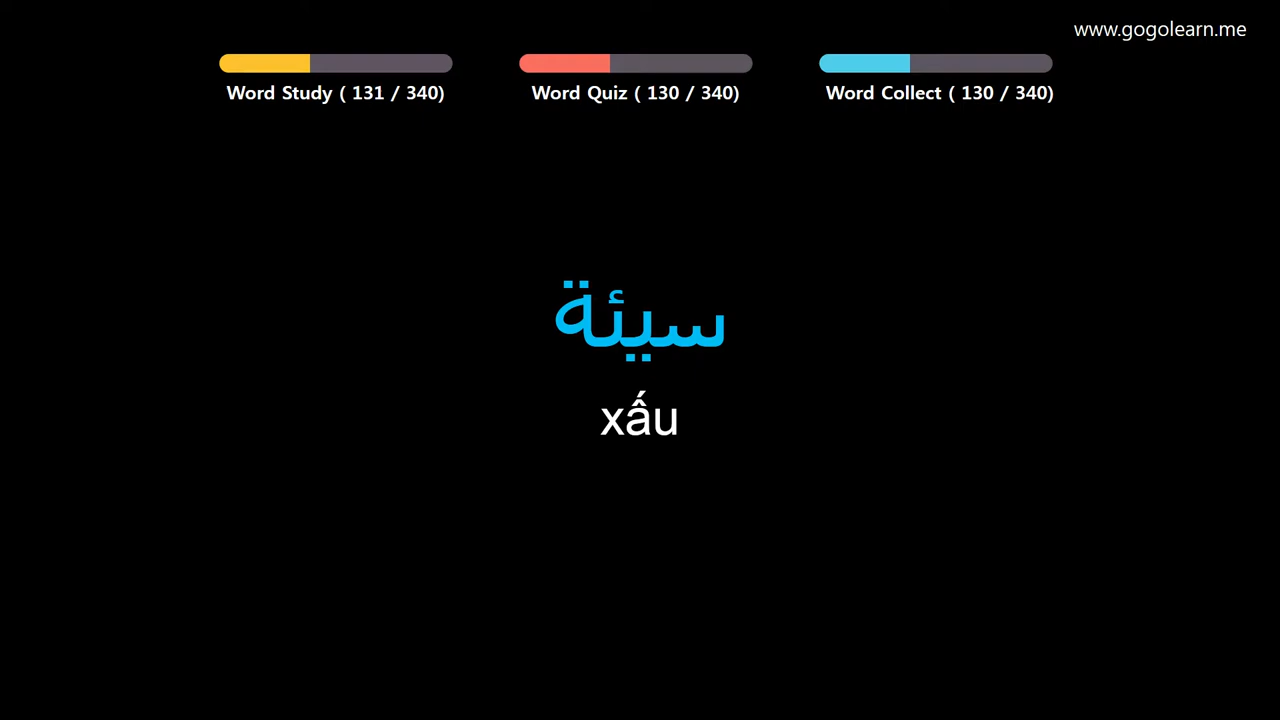 www.gogolearn.me
Word Study ( 131 / 340)
Word Quiz ( 130 / 340)
Word Collect ( 130 / 340)
سيئة
xấu